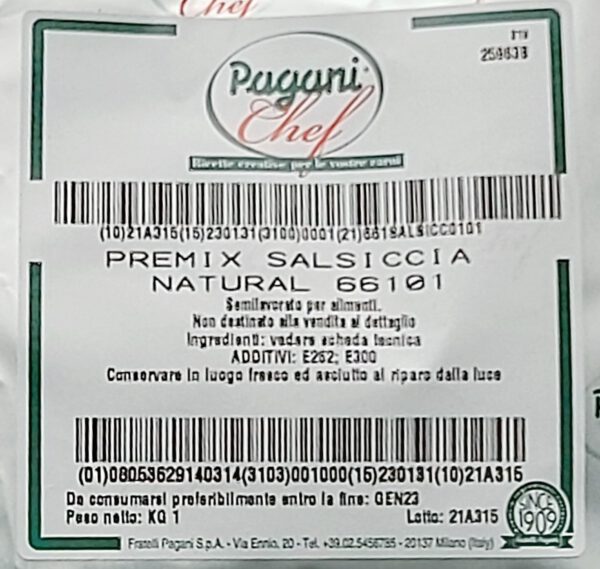 Chef
259633
Pagani
Chef
Ricette creative per le vostre carni
(10)21A315(15)230131(3100)0001(21)661SALSICC0101
PREMIX SALSICCIA
NATURAL 66101
Semilavorato per alimenti.
Non destinato alla vendita al dettaglio
Ingredienti: vedere scheda tecnica
ADDITIVI: E262; E300
Conservare in luogo fresco ed asciutto al riparo dalla luce
(01)08053629140314(3103)001000(15)230131(10)21A315
Da consumarsi preferibilmente entro la fine: GEN23
Peso netto: KG 1
Lotto: 21A315
SINCE
1909
Fratelli Pagani
Fratelli Pagani S.p.A. - Via Ennio, 20 - Tel. +39.02.5456785 - 20137 Milano (Italy)